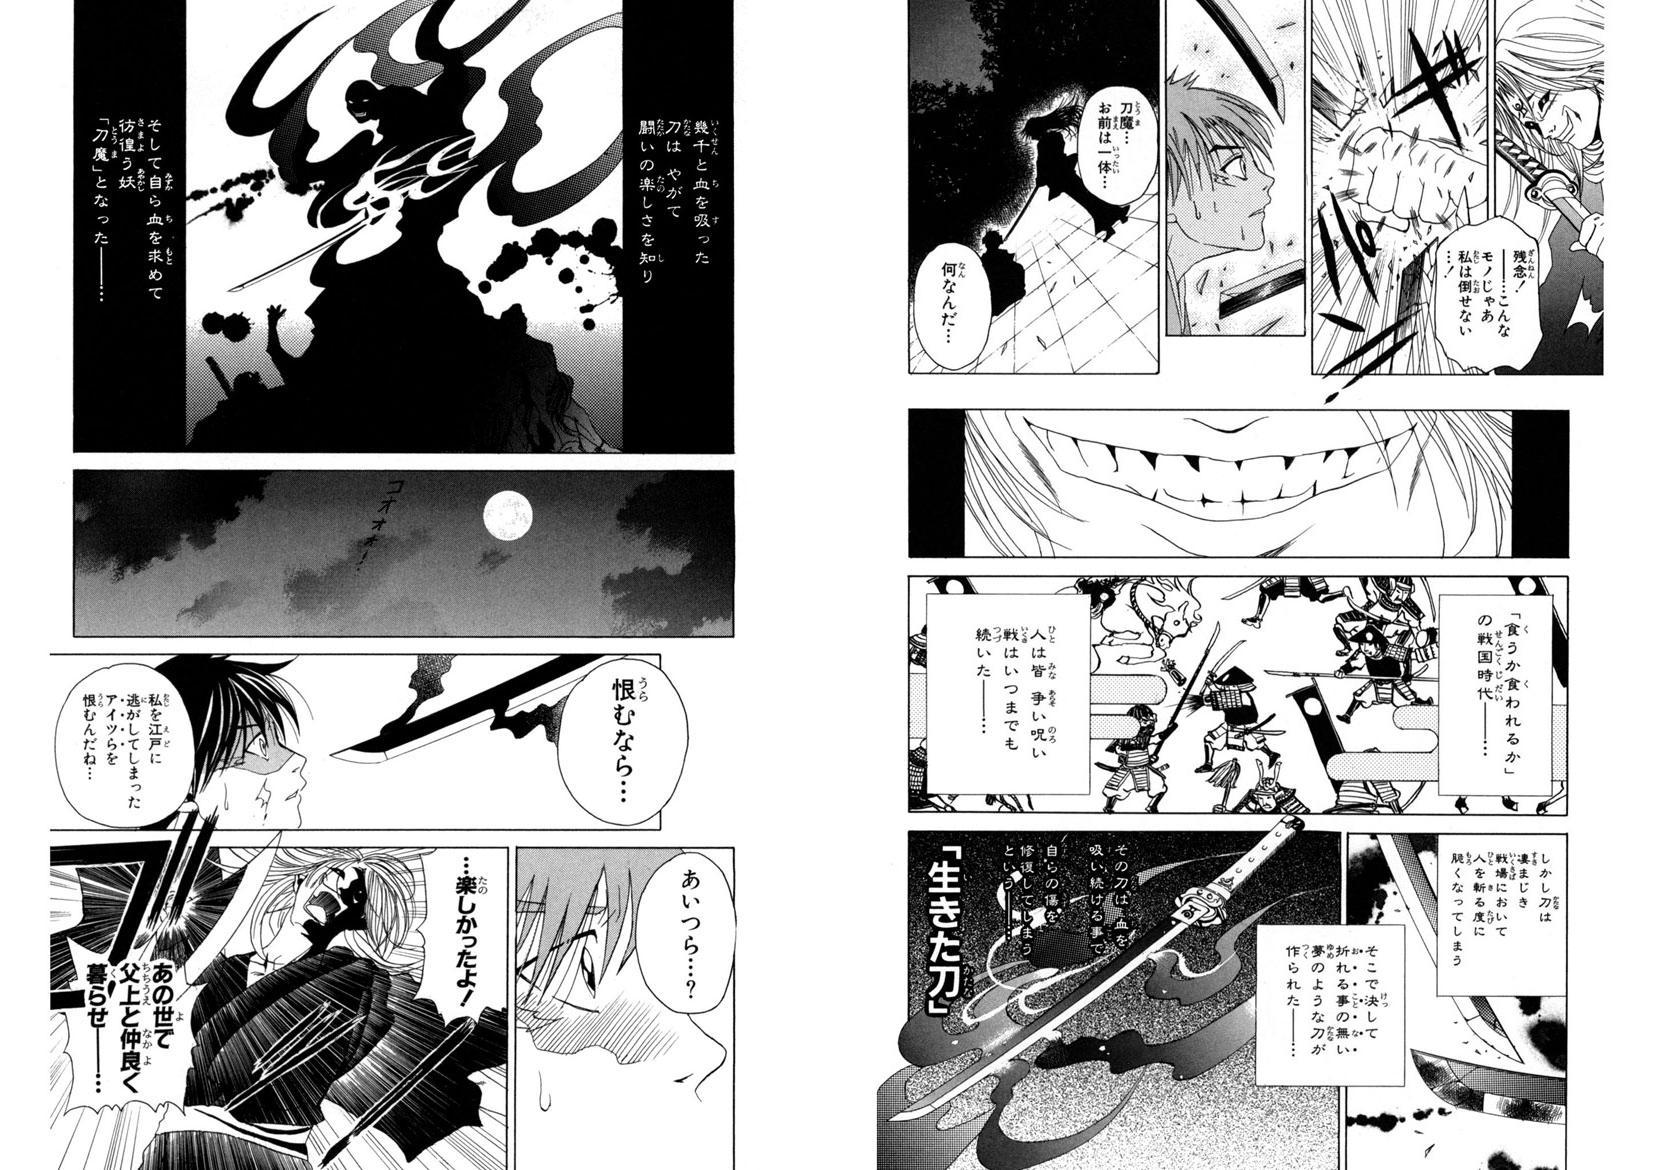 残念！
――…こんな
モノじゃあ
私は倒せない
…！
刀魔…
お前は一体…
何なんだ…
「食うか食われるか」
の戦国時代――…
人は皆 争い呪い
戦はいつまでも
続いた――…
しかし刀は
凄まじき
戦場において
人を斬る度に
脆くなってしまう
そこで決して
折れる事の無い
夢のような刀が
作られた――…
その刀は 血を
吸い続ける事で
自らの傷を
修復してしまう
という――…
「生きた刀」
幾千と血を吸った
刀は やがて
闘いの楽しさを知り
そして自ら血を求めて
彷徨う妖
「刀魔」となった――…
コオオオ…
恨むなら…
私を江戸に
逃がしてしまった
アイツらを
恨むんだね…
あいつら…？
…楽しかったよ！
あの世で
父上と仲良く
暮らせ――…！